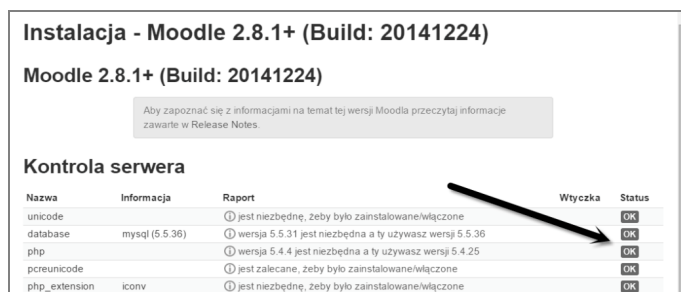 Instalacja - Moodle 2.8.1+ (Build: 20141224)
Moodle 2.8.1+ (Build: 20141224)
Aby zapoznać się z informacjami na temat tej wersji Moodla przeczytaj informacje
zawarte w Release Notes.
Kontrola serwera
Nazwa Informacja Raport Wtyczka Status
unicode jest niezbędnę, żeby było zainstalowane/włączone OK
database mysql (5.5.36) wersja 5.5.31 jest niezbędna a ty używasz wersji 5.5.36 OK
php wersja 5.4.4 jest niezbędna a ty używasz wersji 5.4.25 OK
pcreunicode jest zalecane, żeby było zainstalowane/włączone OK
php_extension iconv jest niezbędnę, żeby było zainstalowane/włączone OK